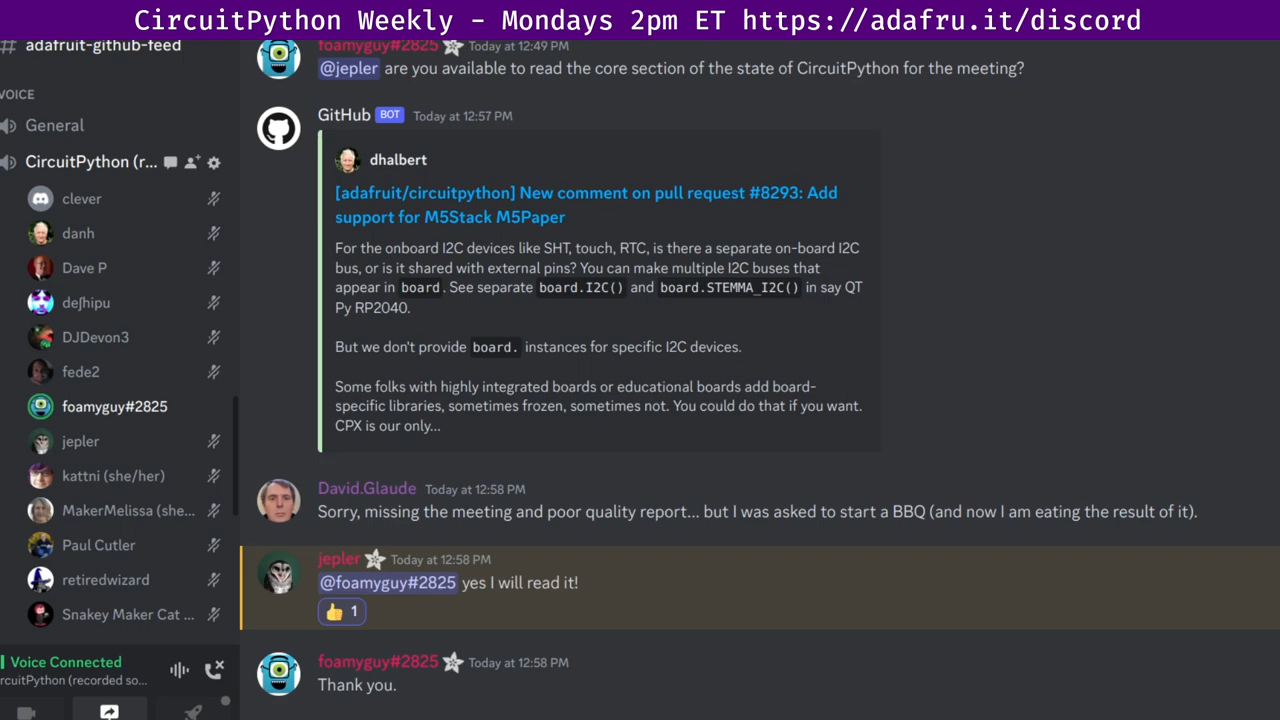 CircuitPython Weekly - Mondays 2pm ET https://adafru.it/discord
# adafruit-github-feed
VOICE
General
CircuitPython (r...
clever
danh
Dave P
deʃhipu
DJDevon3
fede2
foamyguy#2825
jepler
kattni (she/her)
MakerMelissa (she...
Paul Cutler
retiredwizard
Snakey Maker Cat ...
Voice Connected
rcuitPython (recorded so...
foamyguy#2825 Today at 12:49 PM
@jepler are you available to read the core section of the state of CircuitPython for the meeting?
GitHub BOT Today at 12:57 PM
dhalbert
[adafruit/circuitpython] New comment on pull request #8293: Add
support for M5Stack M5Paper
For the onboard I2C devices like SHT, touch, RTC, is there a separate on-board I2C
bus, or is it shared with external pins? You can make multiple I2C buses that
appear in board. See separate board.I2C() and board.STEMMA_I2C() in say QT
Py RP2040.
But we don't provide board. instances for specific I2C devices.
Some folks with highly integrated boards or educational boards add board-
specific libraries, sometimes frozen, sometimes not. You could do that if you want.
CPX is our only...
David.Glaude Today at 12:58 PM
Sorry, missing the meeting and poor quality report... but I was asked to start a BBQ (and now I am eating the result of it).
jepler Today at 12:58 PM
@foamyguy#2825 yes I will read it!
👍 1
foamyguy#2825 Today at 12:58 PM
Thank you.